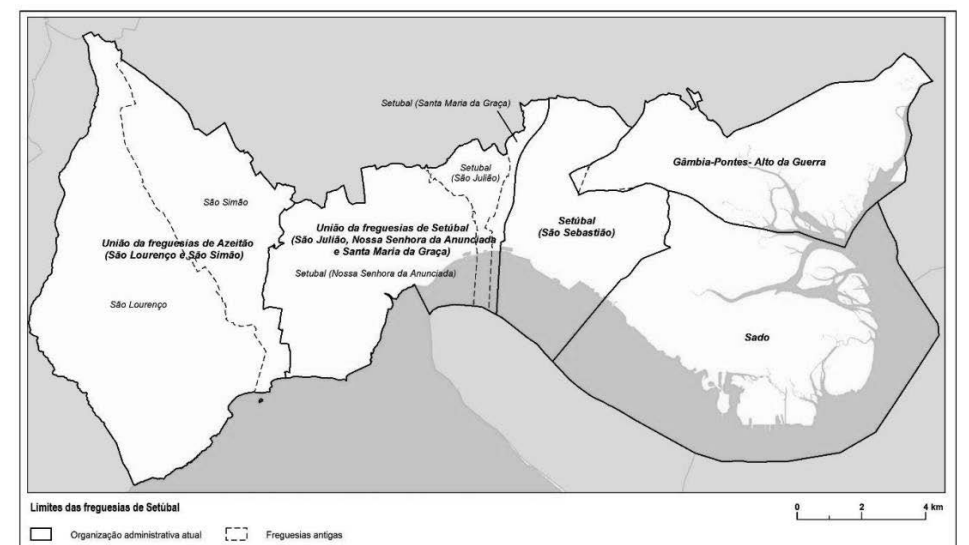 Setubal (Santa Maria da Graça)
Setubal
(São Julião)
Gâmbia-Pontes- Alto da Guerra
São Simão
União da freguesias de Azeitão
(São Lourenço e São Simão)
União da freguesias de Setúbal
(São Julião, Nossa Senhora da Anunciada
e Santa Maria da Graça)
Setúbal
(São Sebastião)
Setubal (Nossa Senhora da Anunciada)
São Lourenço
Sado
Limites das freguesias de Setúbal
0 2 4 km
Organização administrativa atual
Freguesias antigas